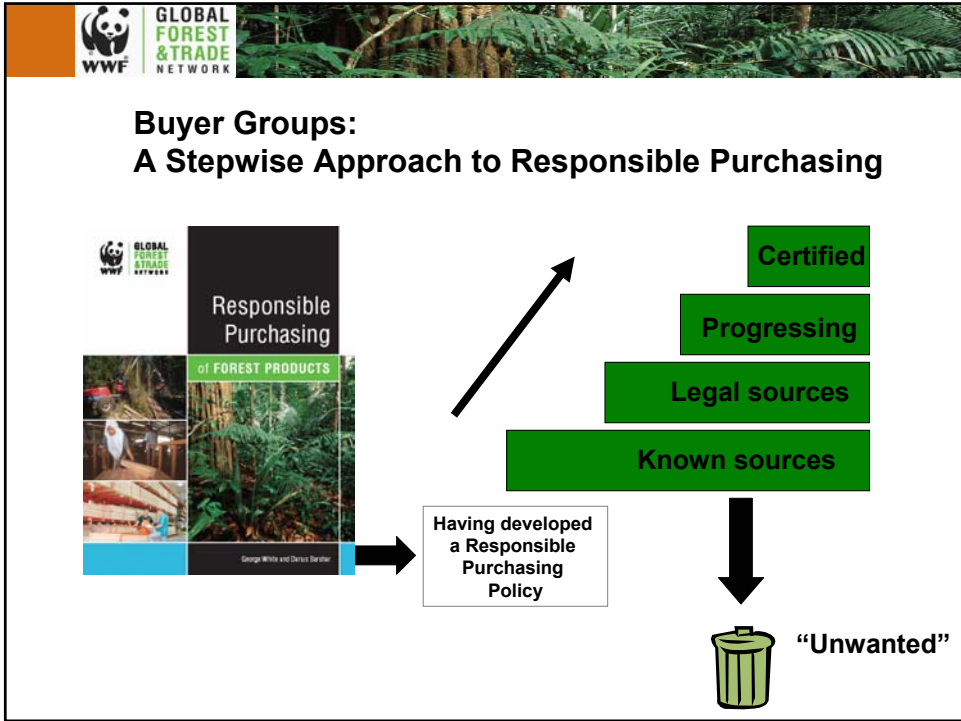 WWF
GLOBAL
FOREST
& TRADE
NETWORK
Buyer Groups:
A Stepwise Approach to Responsible Purchasing
WWF
GLOBAL
FOREST
& TRADE
NETWORK
Responsible
Purchasing
of FOREST PRODUCTS
George White and Darius Sarshar
Having developed
a Responsible
Purchasing
Policy
Certified
Progressing
Legal sources
Known sources
“Unwanted”